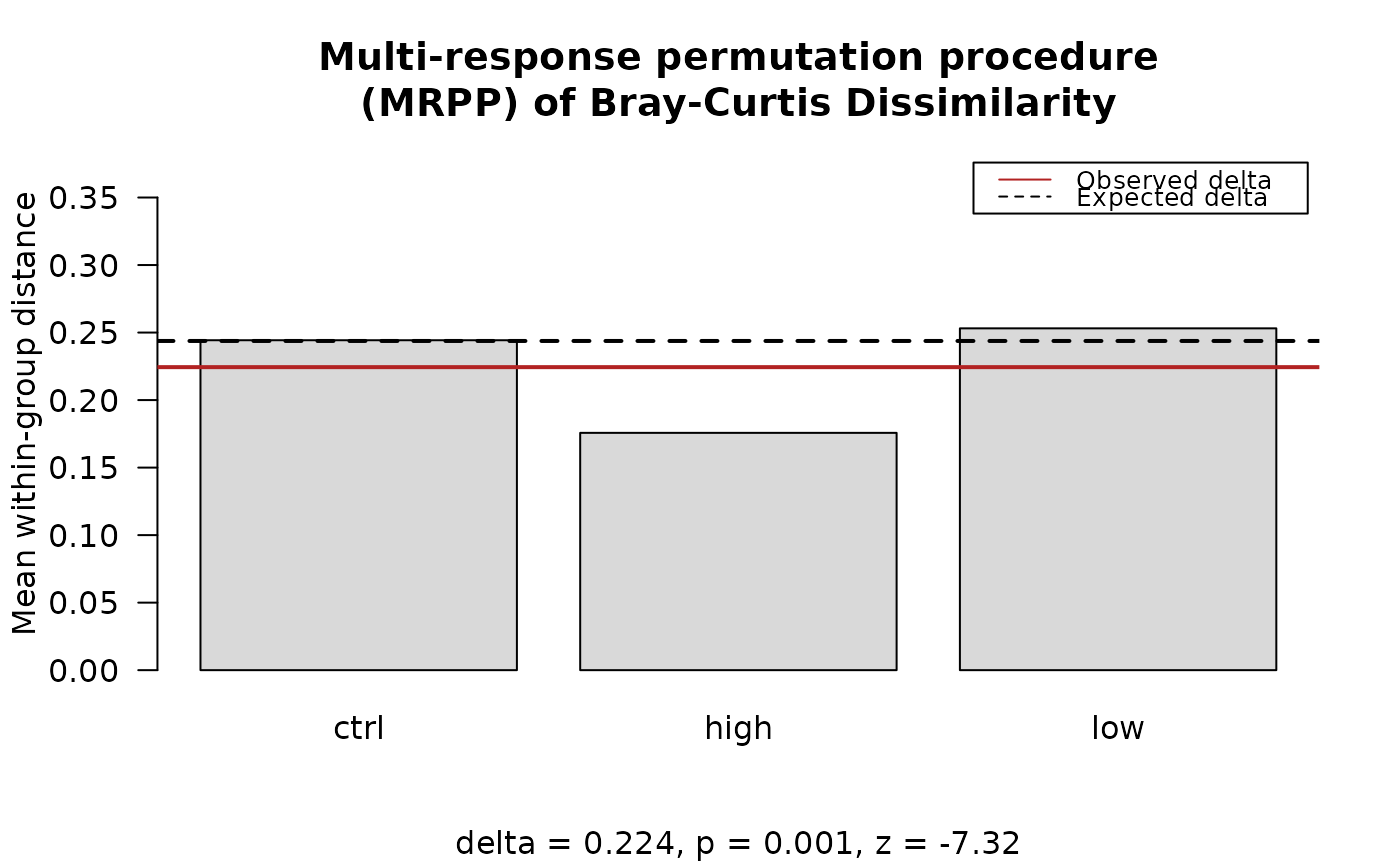 Multi-response permutation procedure
(MRPP) of Bray-Curtis Dissimilarity
Observed delta
Expected delta
Mean within-group distance
0.35
0.30
0.25
0.20
0.15
0.10
0.05
0.00
ctrl
high
low
delta = 0.224, p = 0.001, z = -7.32